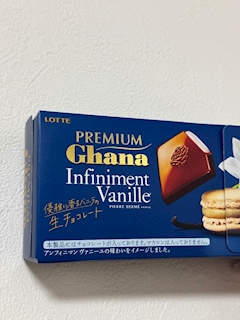 LOTTE
PREMIUM
Ghana
Infiniment
Vanille
PIERRE HERMÉ PARIS
優雅に香るバニラの
生チョコレート
本製品にはチョコレートが入っております。マカロンは入っておりません。
アンフィニマン ヴァニーユの味わいをイメージしました。